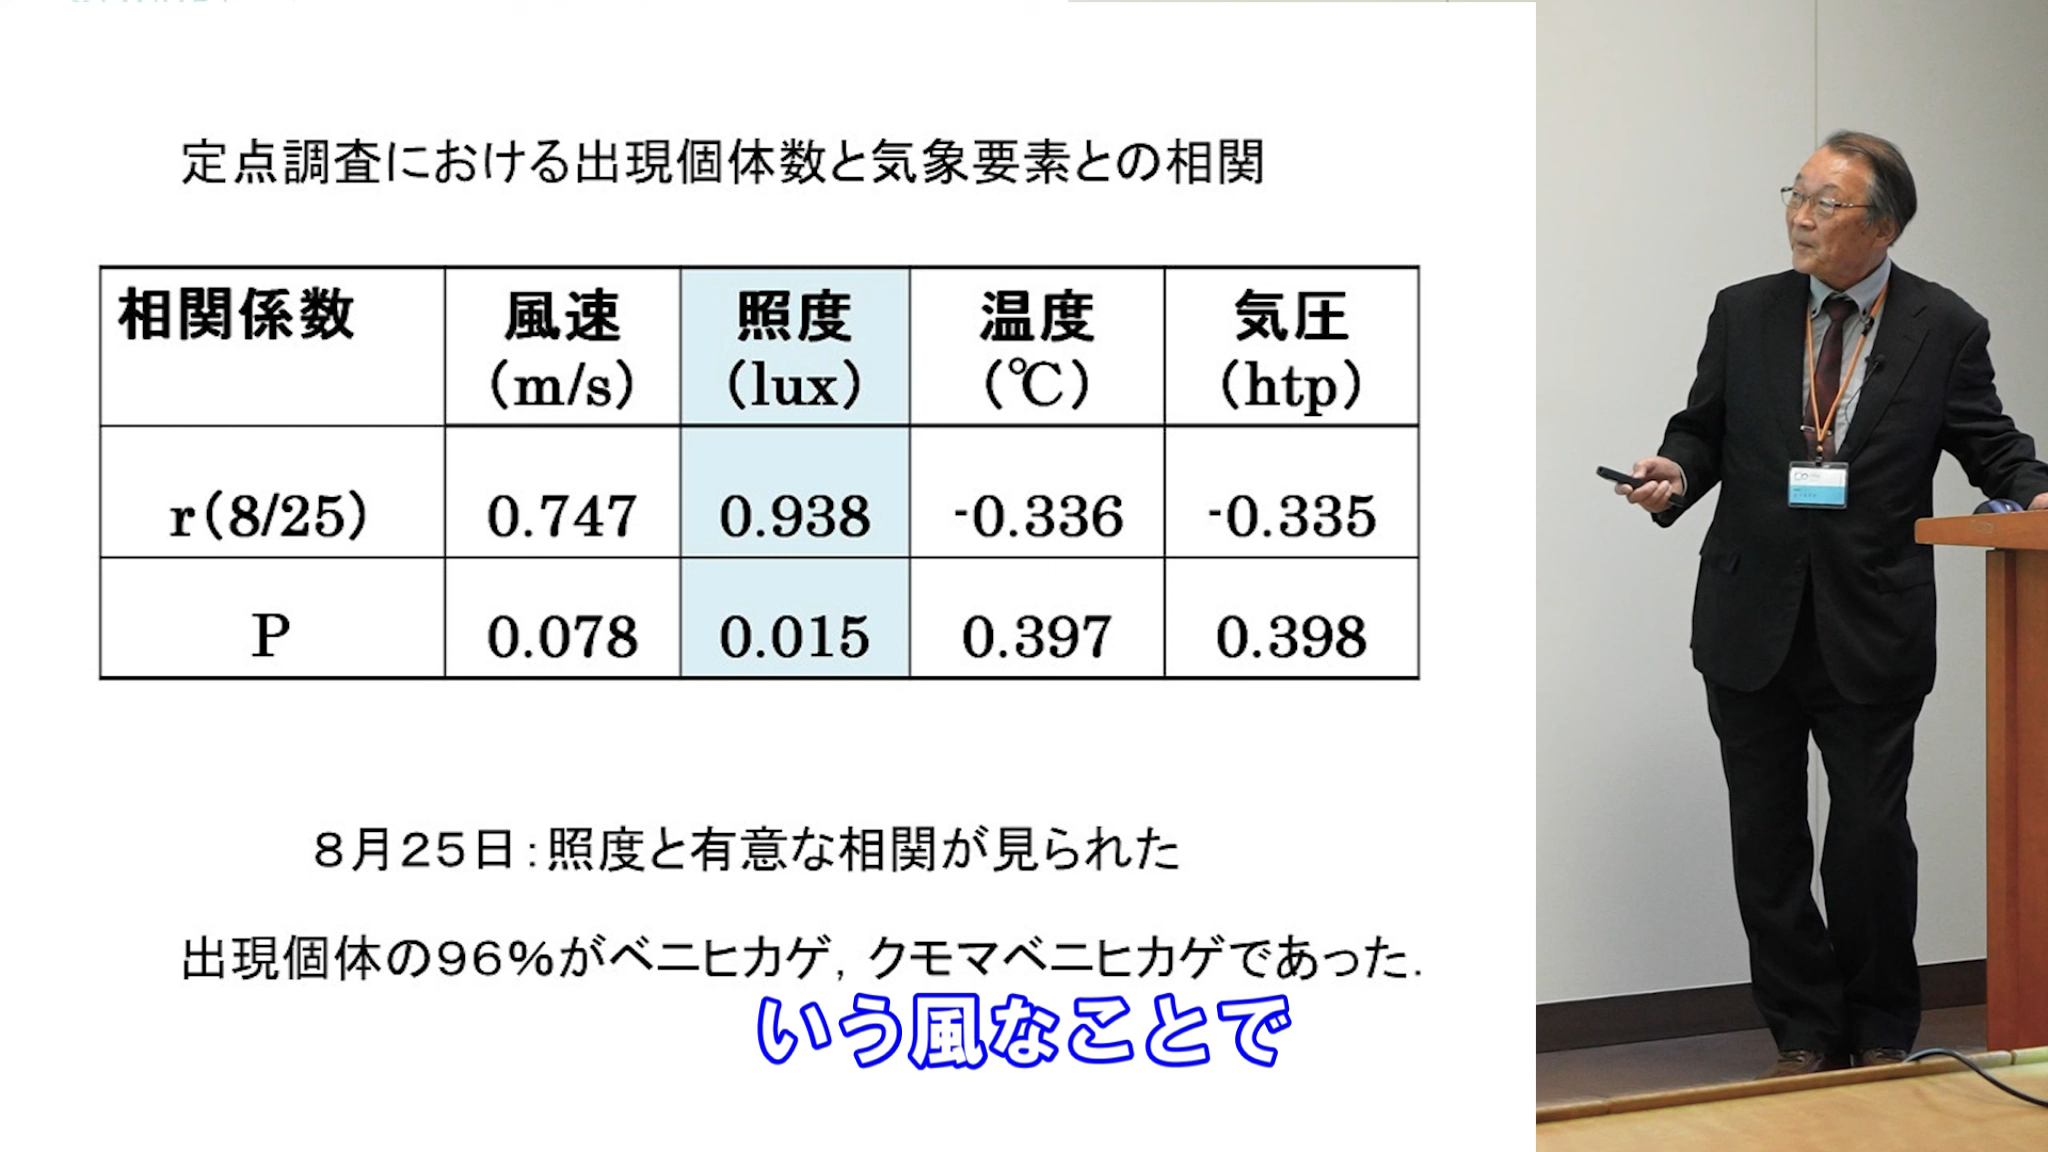 定点調査における出現個体数と気象要素との相関
相関係数 風速 照度 温度 気圧
（m/s） （lux） （℃） （htp）
r（8/25） 0.747 0.938 -0.336 -0.335
P 0.078 0.015 0.397 0.398
８月２５日：照度と有意な相関が見られた
出現個体の９６％がベニヒカゲ，クモマベニヒカゲであった．
いう風なことで